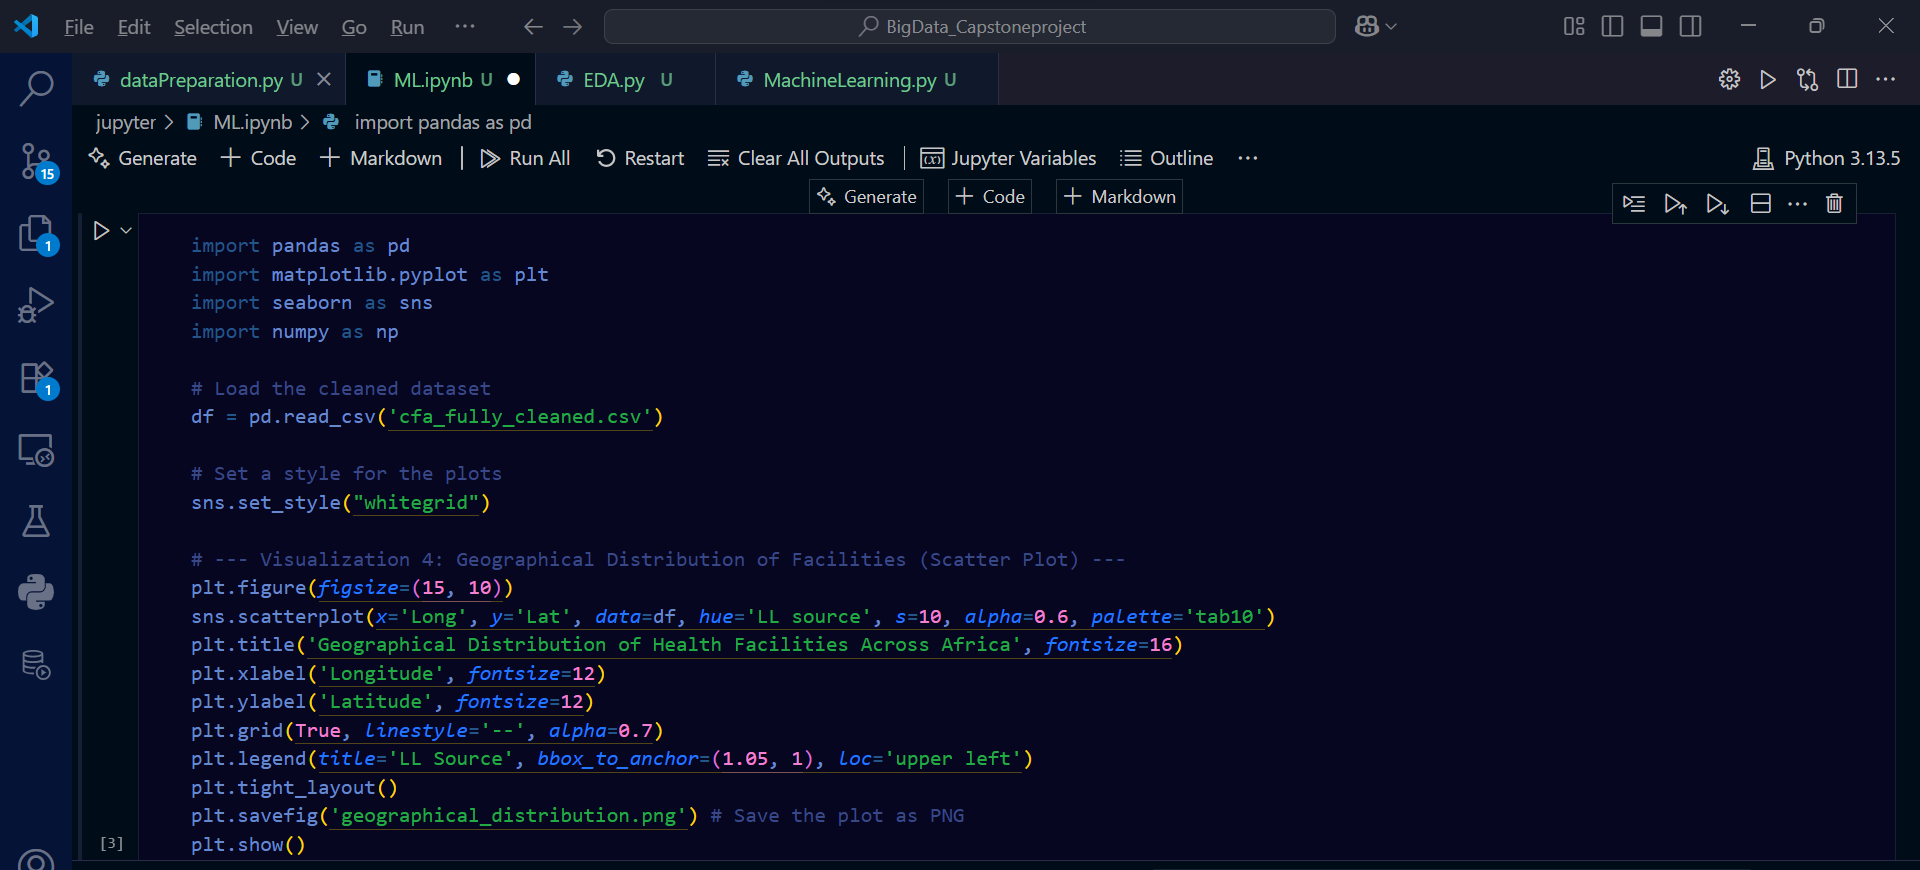 File Edit Selection View Go Run ··· BigData_Capstoneproject
dataPreparation.py U ML.ipynb U EDA.py U MachineLearning.py U
jupyter > ML.ipynb > import pandas as pd
Generate + Code + Markdown | Run All Restart Clear All Outputs | Jupyter Variables Outline ··· Python 3.13.5
Generate + Code + Markdown
15
1
1
import pandas as pd
import matplotlib.pyplot as plt
import seaborn as sns
import numpy as np
# Load the cleaned dataset
df = pd.read_csv('cfa_fully_cleaned.csv')
# Set a style for the plots
sns.set_style("whitegrid")
# --- Visualization 4: Geographical Distribution of Facilities (Scatter Plot) ---
plt.figure(figsize=(15, 10))
sns.scatterplot(x='Long', y='Lat', data=df, hue='LL source', s=10, alpha=0.6, palette='tab10')
plt.title('Geographical Distribution of Health Facilities Across Africa', fontsize=16)
plt.xlabel('Longitude', fontsize=12)
plt.ylabel('Latitude', fontsize=12)
plt.grid(True, linestyle='--', alpha=0.7)
plt.legend(title='LL Source', bbox_to_anchor=(1.05, 1), loc='upper left')
plt.tight_layout()
plt.savefig('geographical_distribution.png') # Save the plot as PNG
[3] plt.show()